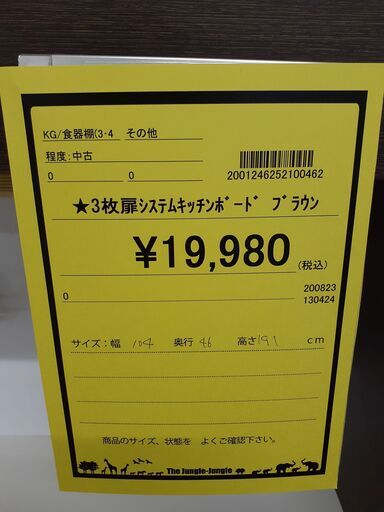 KG/食器棚(3-4 その他
程度:中古
0 0
2001246252100462
★3枚扉ｼｽﾃﾑｷｯﾁﾝﾎﾞｰﾄﾞ ﾌﾞﾗｳﾝ
¥19,980(税込)
0
200823
130424
サイズ:幅 104 奥行 46 高さ 191 cm
商品のサイズ、状態を よくご確認下さい。
The Jungle-Jungle